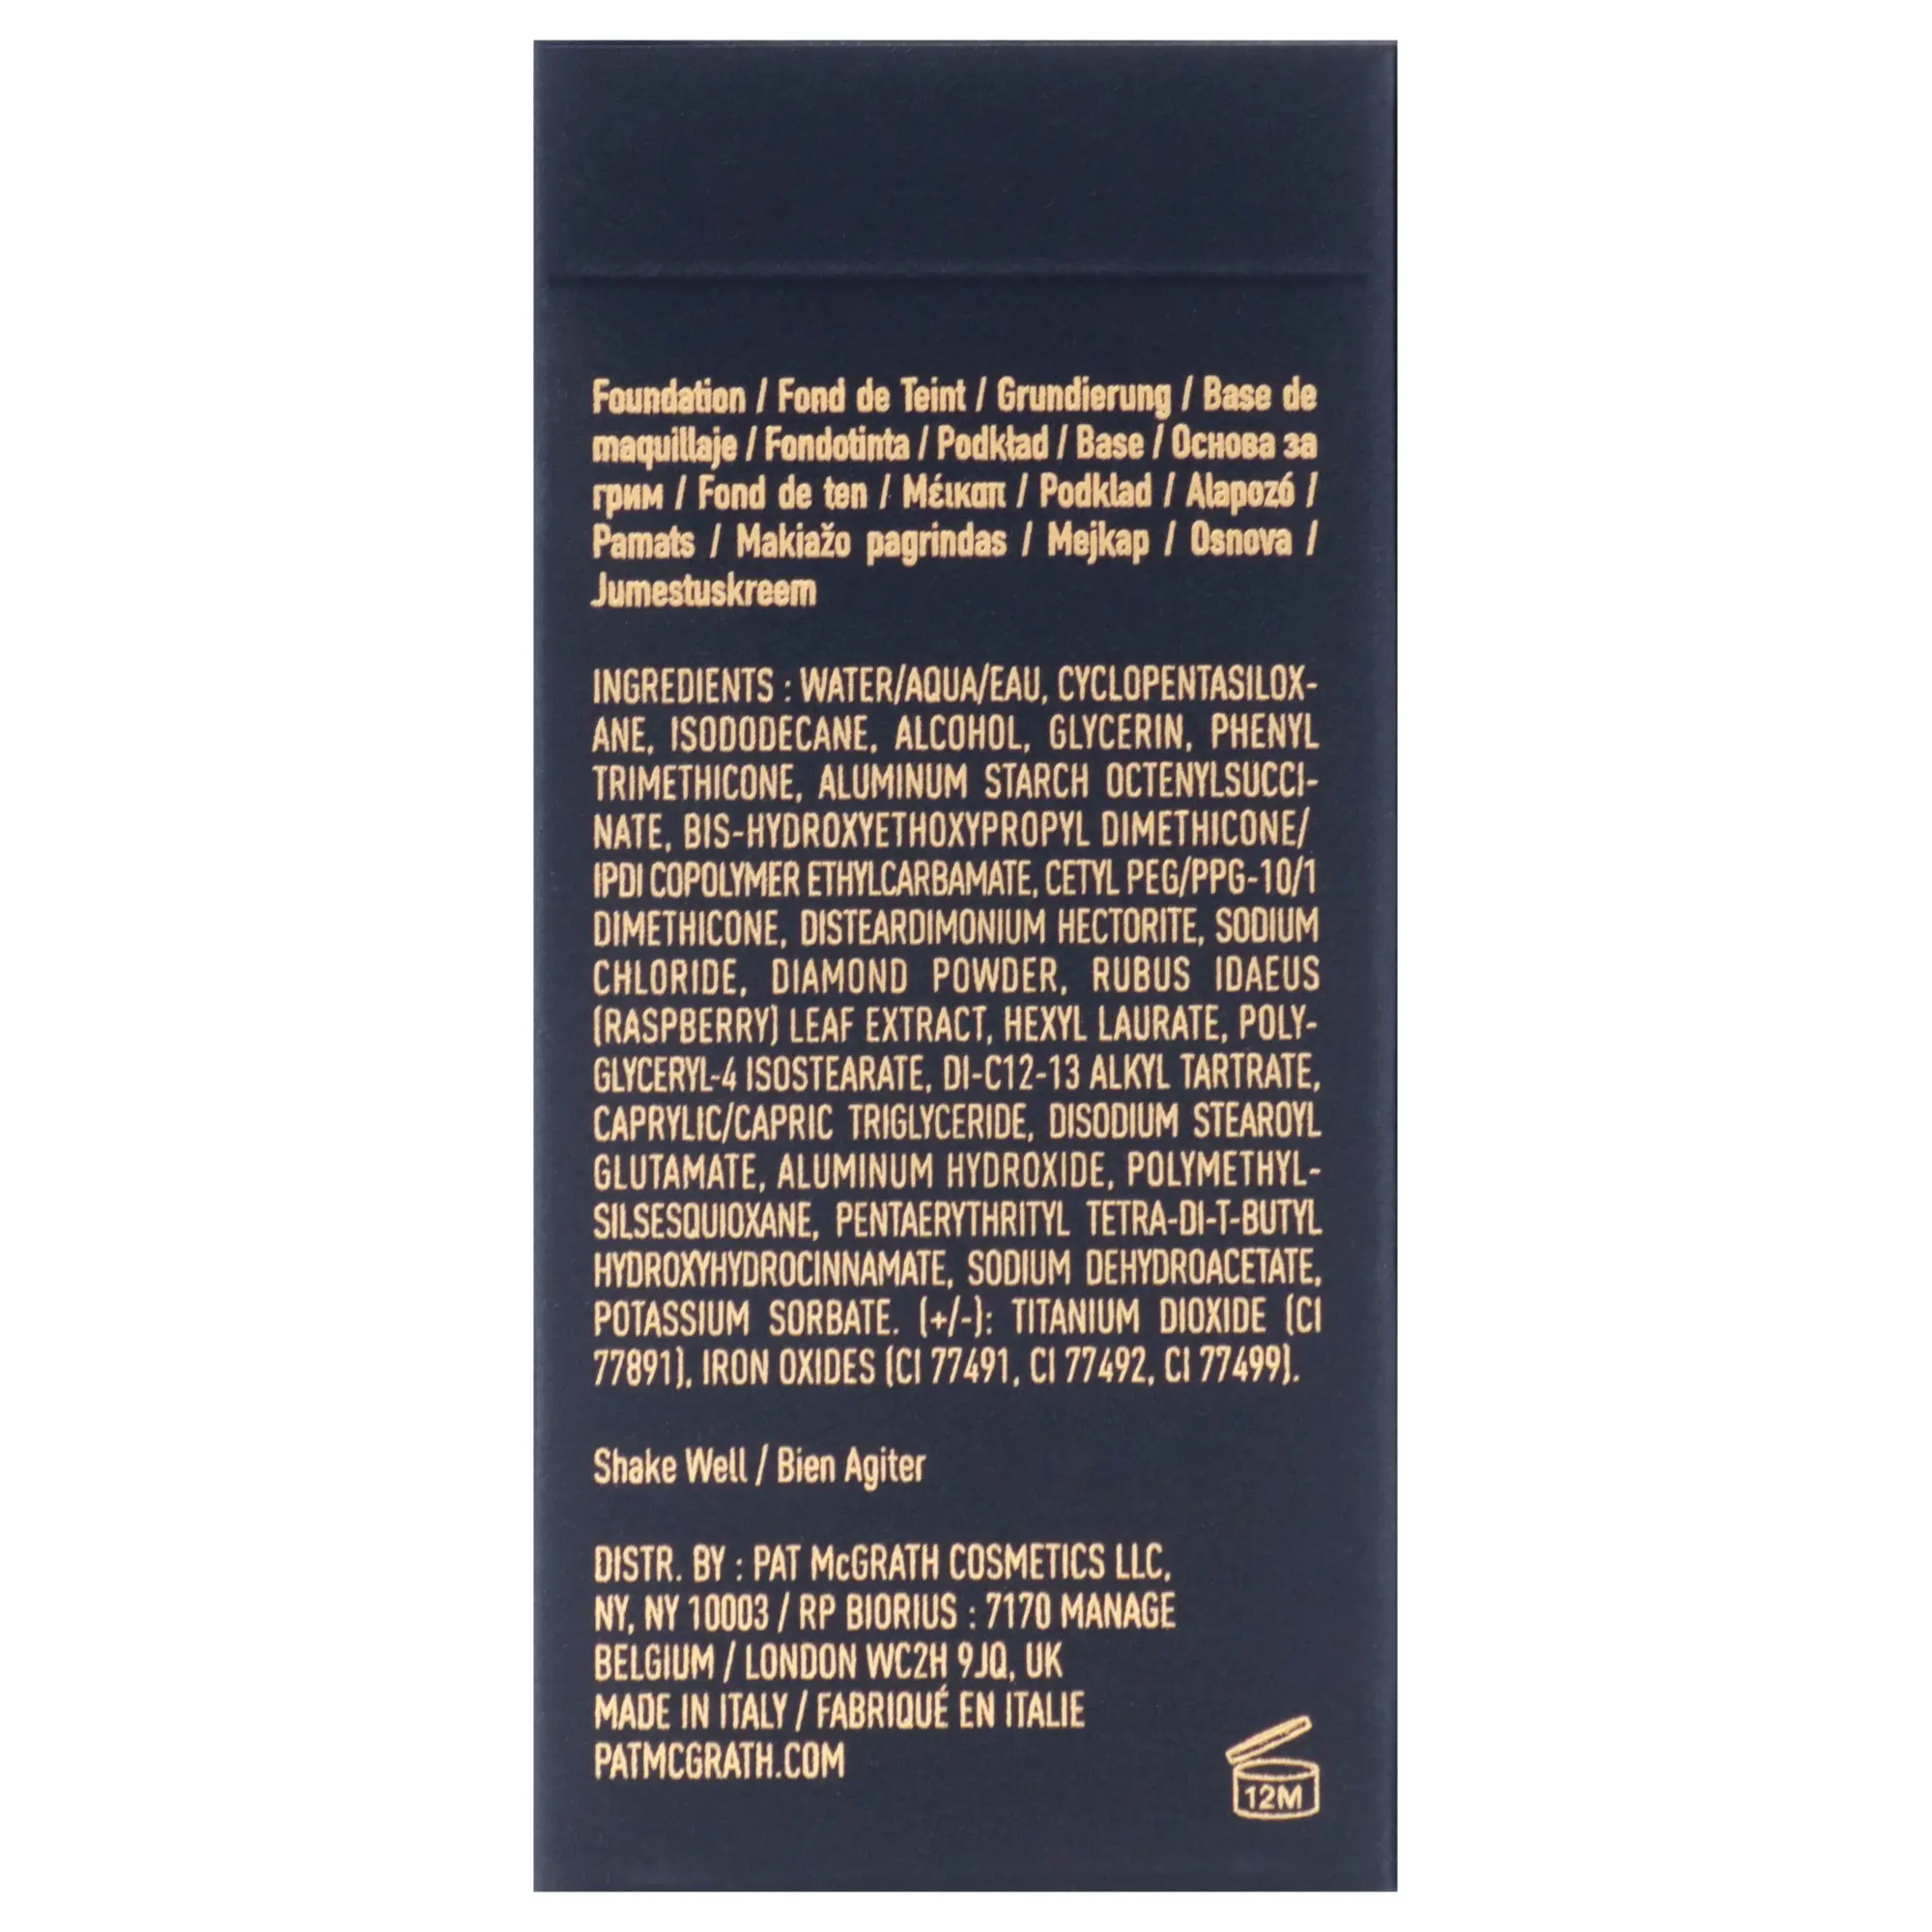 Foundation / Fond de Teint / Grundierung / Base de
maquillaje / Fondotinta / Podkład / Base / Основа за
грим / Fond de ten / Μέικαπ / Podklad / Alapozó /
Pamats / Makiažo pagrindas / Mejkap / Osnova /
Jumestuskreem
INGREDIENTS : WATER/AQUA/EAU, CYCLOPENTASILOX-
ANE, ISODODECANE, ALCOHOL, GLYCERIN, PHENYL
TRIMETHICONE, ALUMINUM STARCH OCTENYLSUCCI-
NATE, BIS-HYDROXYETHOXYPROPYL DIMETHICONE/
IPDI COPOLYMER ETHYLCARBAMATE, CETYL PEG/PPG-10/1
DIMETHICONE, DISTEARDIMONIUM HECTORITE, SODIUM
CHLORIDE, DIAMOND POWDER, RUBUS IDAEUS
(RASPBERRY) LEAF EXTRACT, HEXYL LAURATE, POLY-
GLYCERYL-4 ISOSTEARATE, DI-C12-13 ALKYL TARTRATE,
CAPRYLIC/CAPRIC TRIGLYCERIDE, DISODIUM STEAROYL
GLUTAMATE, ALUMINUM HYDROXIDE, POLYMETHYL-
SILSESQUIOXANE, PENTAERYTHRITYL TETRA-DI-T-BUTYL
HYDROXYHYDROCINNAMATE, SODIUM DEHYDROACETATE,
POTASSIUM SORBATE. (+/-): TITANIUM DIOXIDE (CI
77891), IRON OXIDES (CI 77491, CI 77492, CI 77499).
Shake Well / Bien Agiter
DISTR. BY : PAT McGRATH COSMETICS LLC,
NY, NY 10003 / RP BIORIUS : 7170 MANAGE
BELGIUM / LONDON WC2H 9JQ, UK
MADE IN ITALY / FABRIQUÉ EN ITALIE
PATMCGRATH.COM
12M